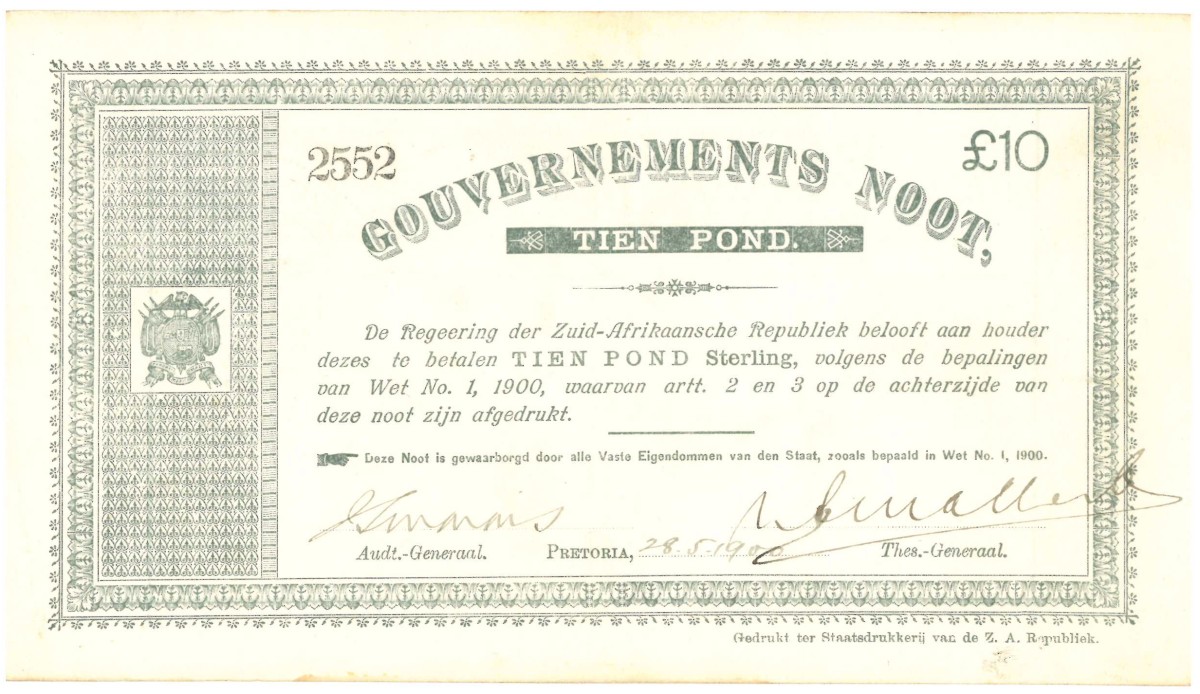 2552
£10
GOUVERNEMENTS NOOT,
TIEN POND.
De Regeering der Zuid-Afrikaansche Republiek belooft aan houder
dezes te betalen TIEN POND Sterling, volgens de bepalingen
van Wet No. 1, 1900, waarvan artt. 2 en 3 op de achterzijde van
deze noot zijn afgedrukt.
Deze Noot is gewaarborgd door alle Vaste Eigendommen van den Staat, zooals bepaald in Wet No. 1, 1900.
Audt.-Generaal. PRETORIA, 28-5-1900 Thes.-Generaal.
Gedrukt ter Staatsdrukkerij van de Z. A. Republiek.